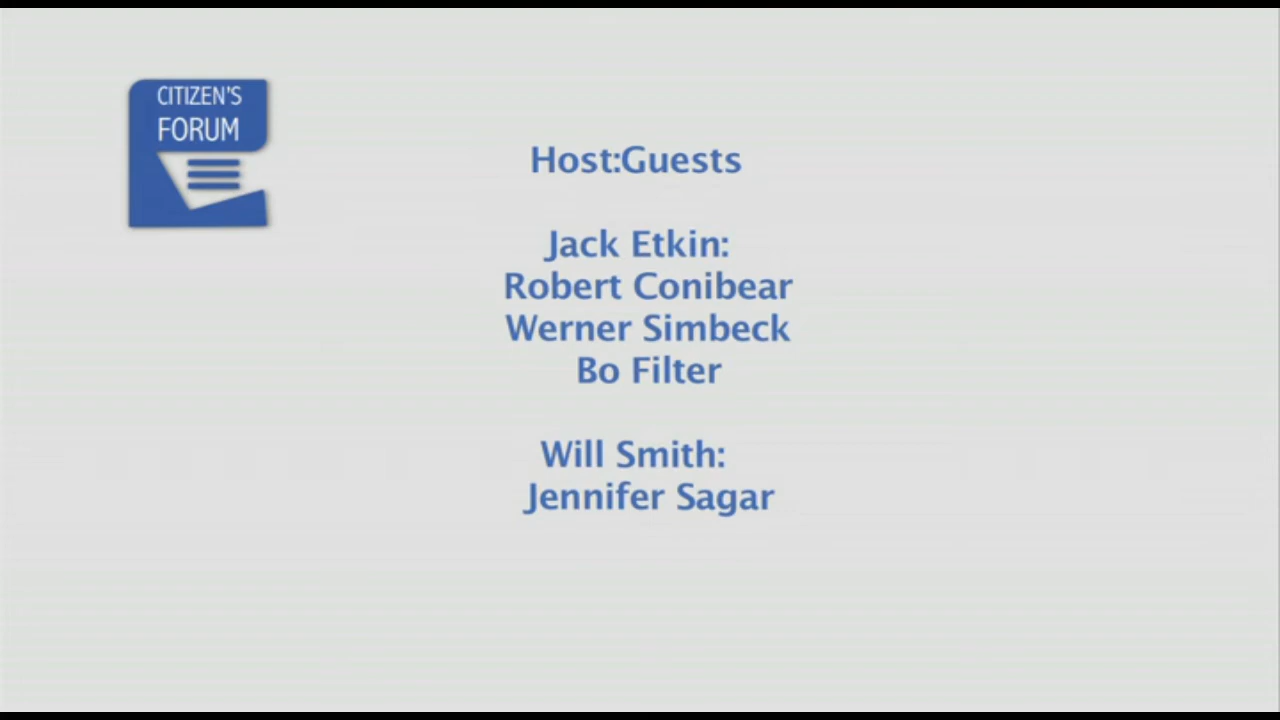 CITIZEN'S
FORUM
Host:Guests
Jack Etkin:
Robert Conibear
Werner Simbeck
Bo Filter
Will Smith:
Jennifer Sagar